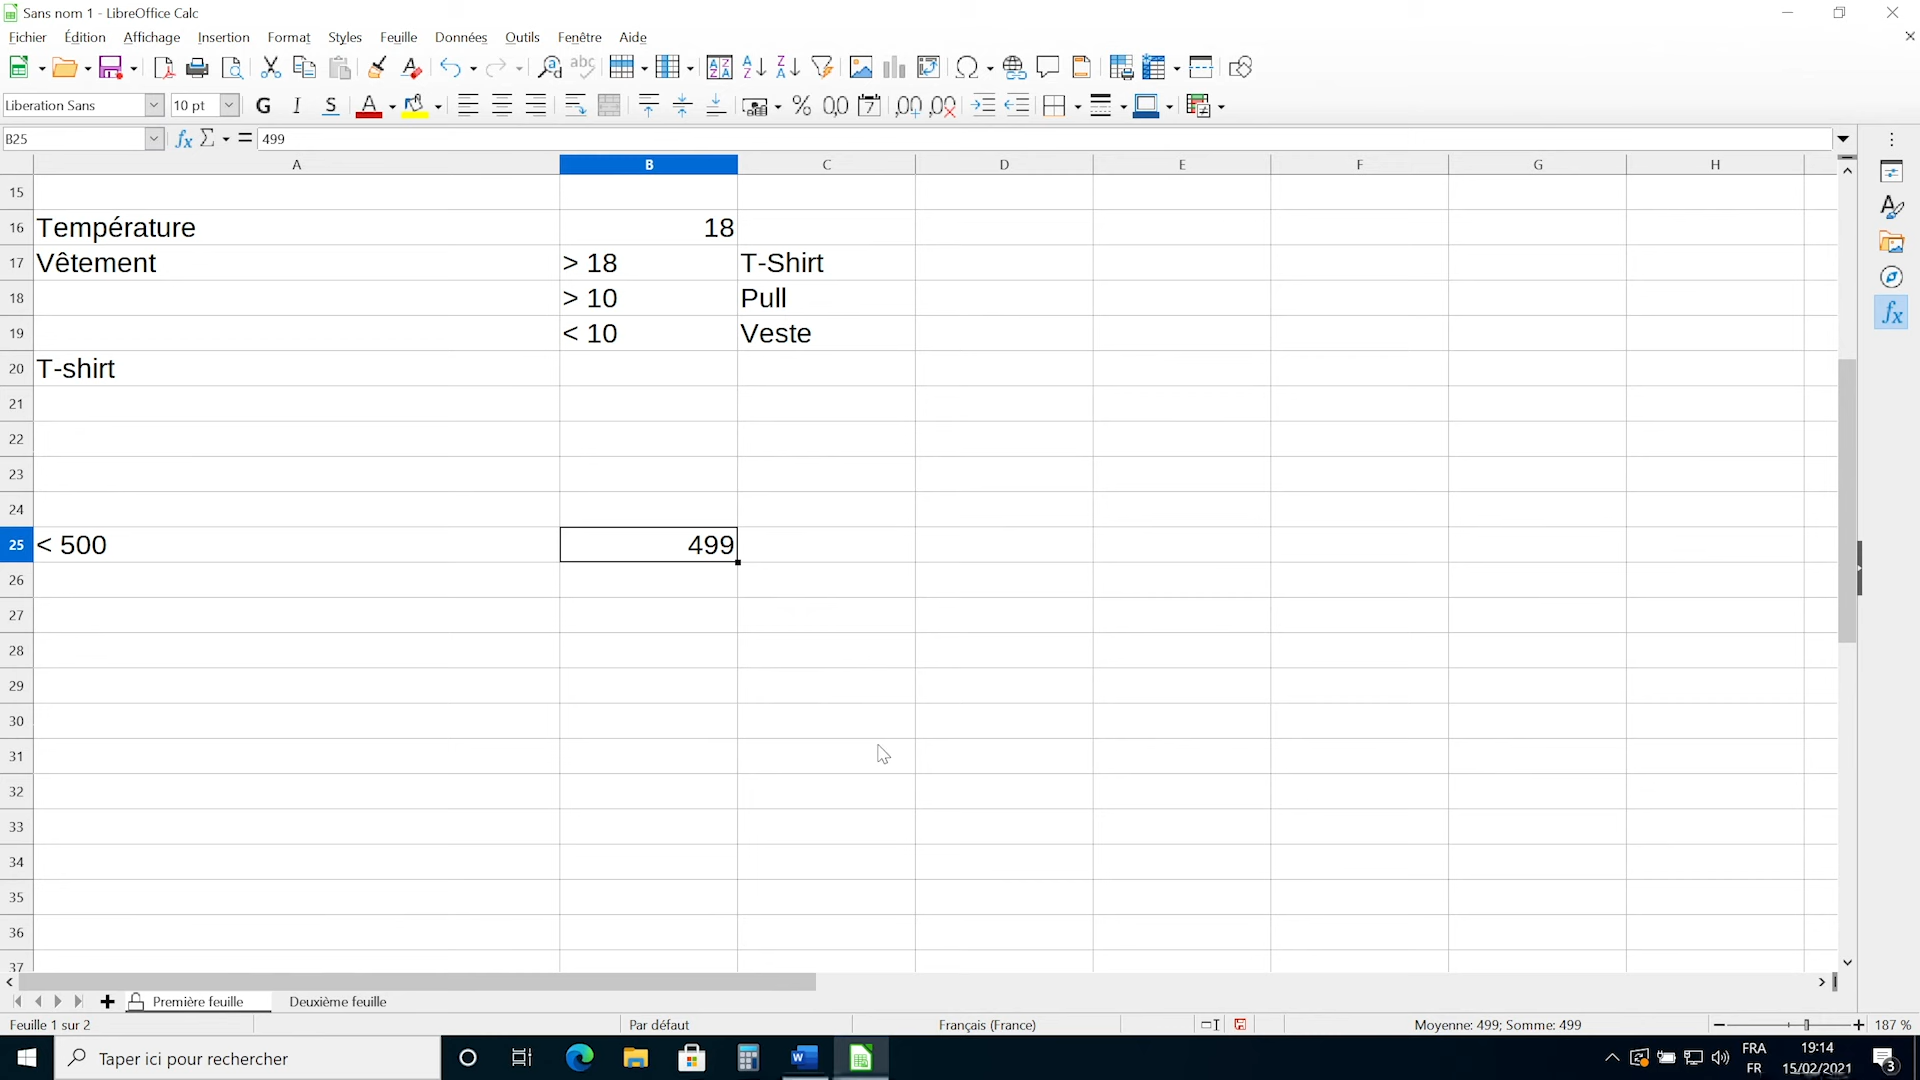 Sans nom 1 - LibreOffice Calc
Fichier Édition Affichage Insertion Format Styles Feuille Données Outils Fenêtre Aide
Liberation Sans 10 pt G I S
B25 499
A B C D E F G H
15
16 Température 18
17 Vêtement > 18 T-Shirt
18 > 10 Pull
19 < 10 Veste
20 T-shirt
21
22
23
24
25 < 500 499
26
27
28
29
30
31
32
33
34
35
36
37
Première feuille Deuxième feuille
Feuille 1 sur 2 Par défaut Français (France) Moyenne: 499; Somme: 499 187 %
Taper ici pour rechercher
FRA 19:14
FR 15/02/2021 3